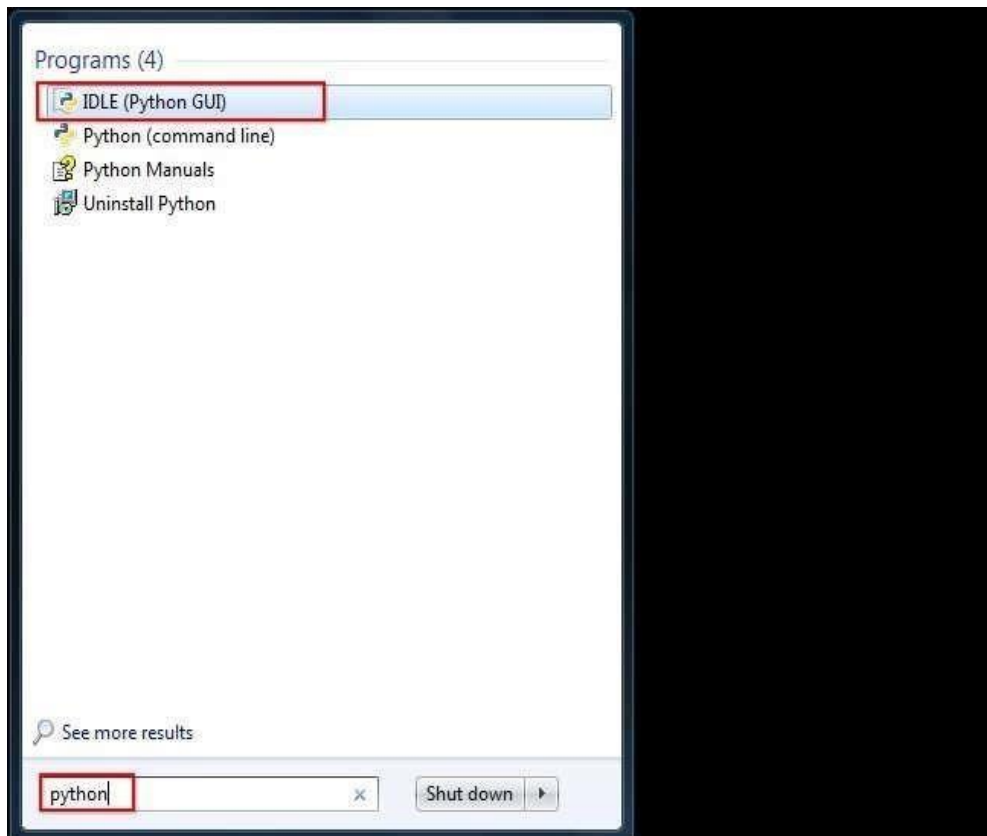 Programs (4)
IDLE (Python GUI)
Python (command line)
Python Manuals
Uninstall Python
See more results
python
Shut down